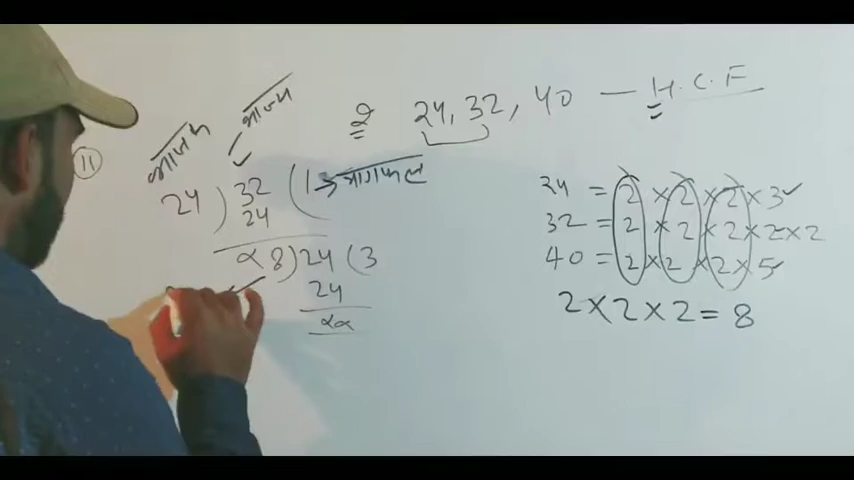 २ 24, 32, 40 — H.C.F
11
भाजक
भाज्य
24 ) 32 ( 1 → भागफल
24
× 8 ) 24 ( 3
24
××
24 = 2 × 2 × 2 × 3 ✓
32 = 2 × 2 × 2 × 2 × 2
40 = 2 × 2 × 2 × 5 ✓
2 × 2 × 2 = 8